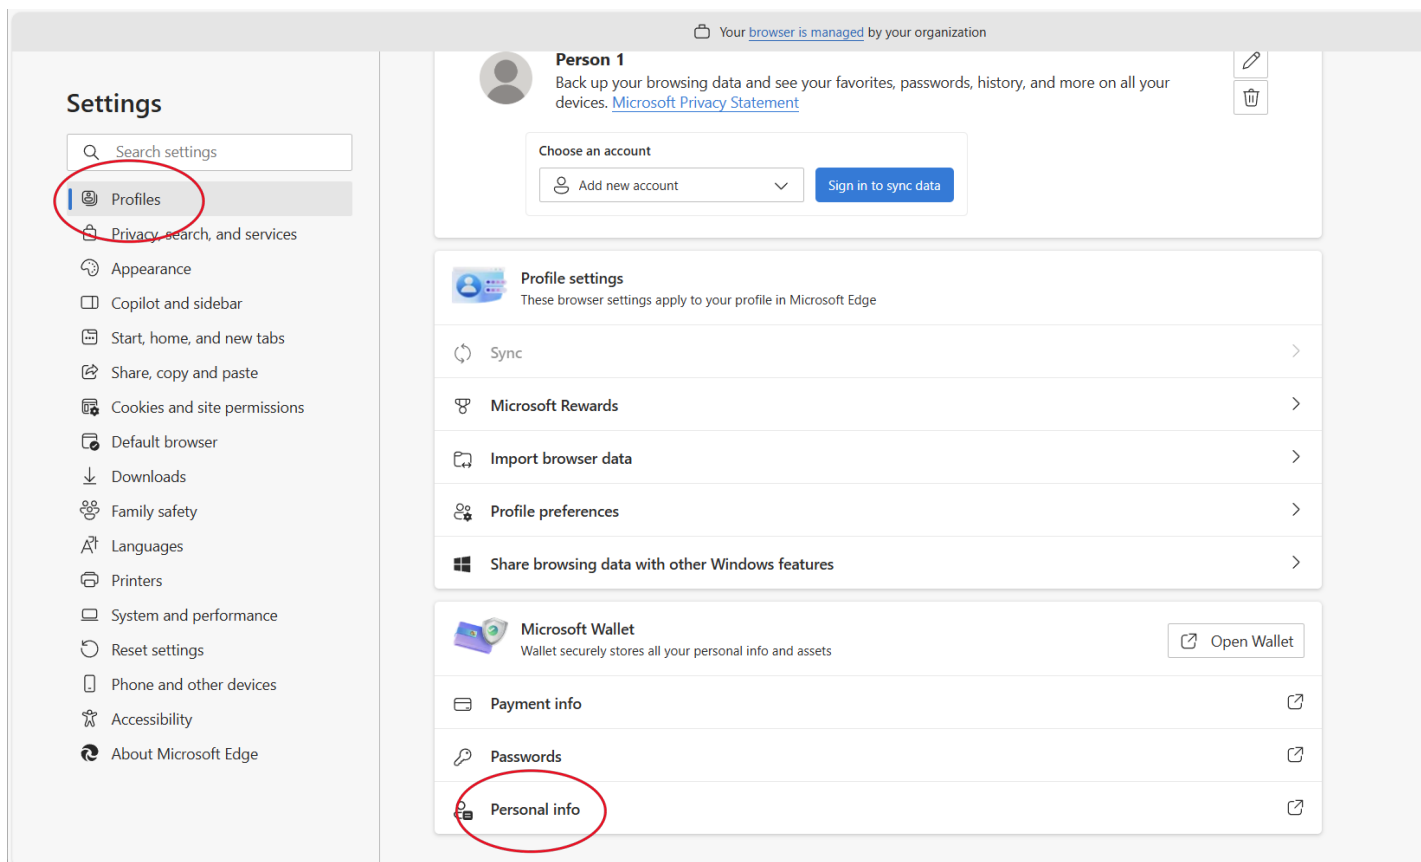 Your browser is managed by your organization
Settings
Search settings
Profiles
Privacy, search, and services
Appearance
Copilot and sidebar
Start, home, and new tabs
Share, copy and paste
Cookies and site permissions
Default browser
Downloads
Family safety
Languages
Printers
System and performance
Reset settings
Phone and other devices
Accessibility
About Microsoft Edge
Person 1
Back up your browsing data and see your favorites, passwords, history, and more on all your
devices. Microsoft Privacy Statement
Choose an account
Add new account
Sign in to sync data
Profile settings
These browser settings apply to your profile in Microsoft Edge
Sync
Microsoft Rewards
Import browser data
Profile preferences
Share browsing data with other Windows features
Microsoft Wallet
Wallet securely stores all your personal info and assets
Open Wallet
Payment info
Passwords
Personal info